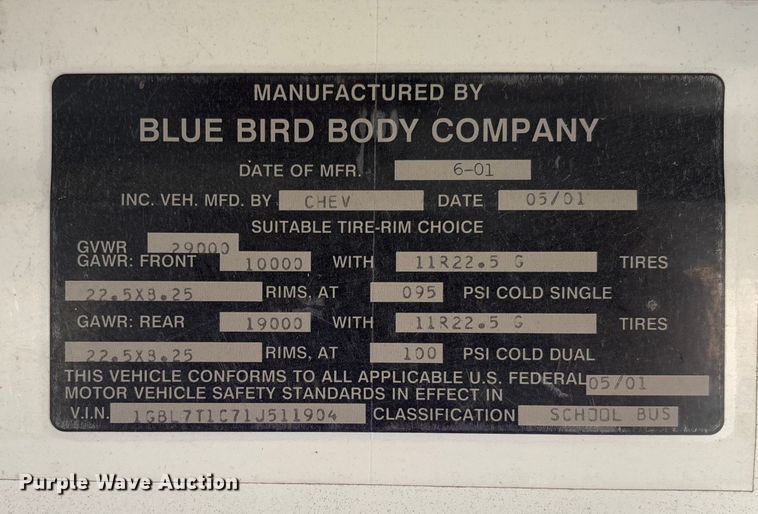 MANUFACTURED BY
BLUE BIRD BODY COMPANY
DATE OF MFR. 6-01
INC. VEH. MFD. BY CHEV DATE 05/01
SUITABLE TIRE-RIM CHOICE
GVWR 29000
GAWR: FRONT 10000 WITH 11R22.5 G TIRES
22.5X8.25 RIMS, AT 095 PSI COLD SINGLE
GAWR: REAR 19000 WITH 11R22.5 G TIRES
22.5X8.25 RIMS, AT 100 PSI COLD DUAL
THIS VEHICLE CONFORMS TO ALL APPLICABLE U.S. FEDERAL 05/01
MOTOR VEHICLE SAFETY STANDARDS IN EFFECT IN
V.I.N. 1GBL7T1C71J511904 CLASSIFICATION SCHOOL BUS
Purple Wave Auction